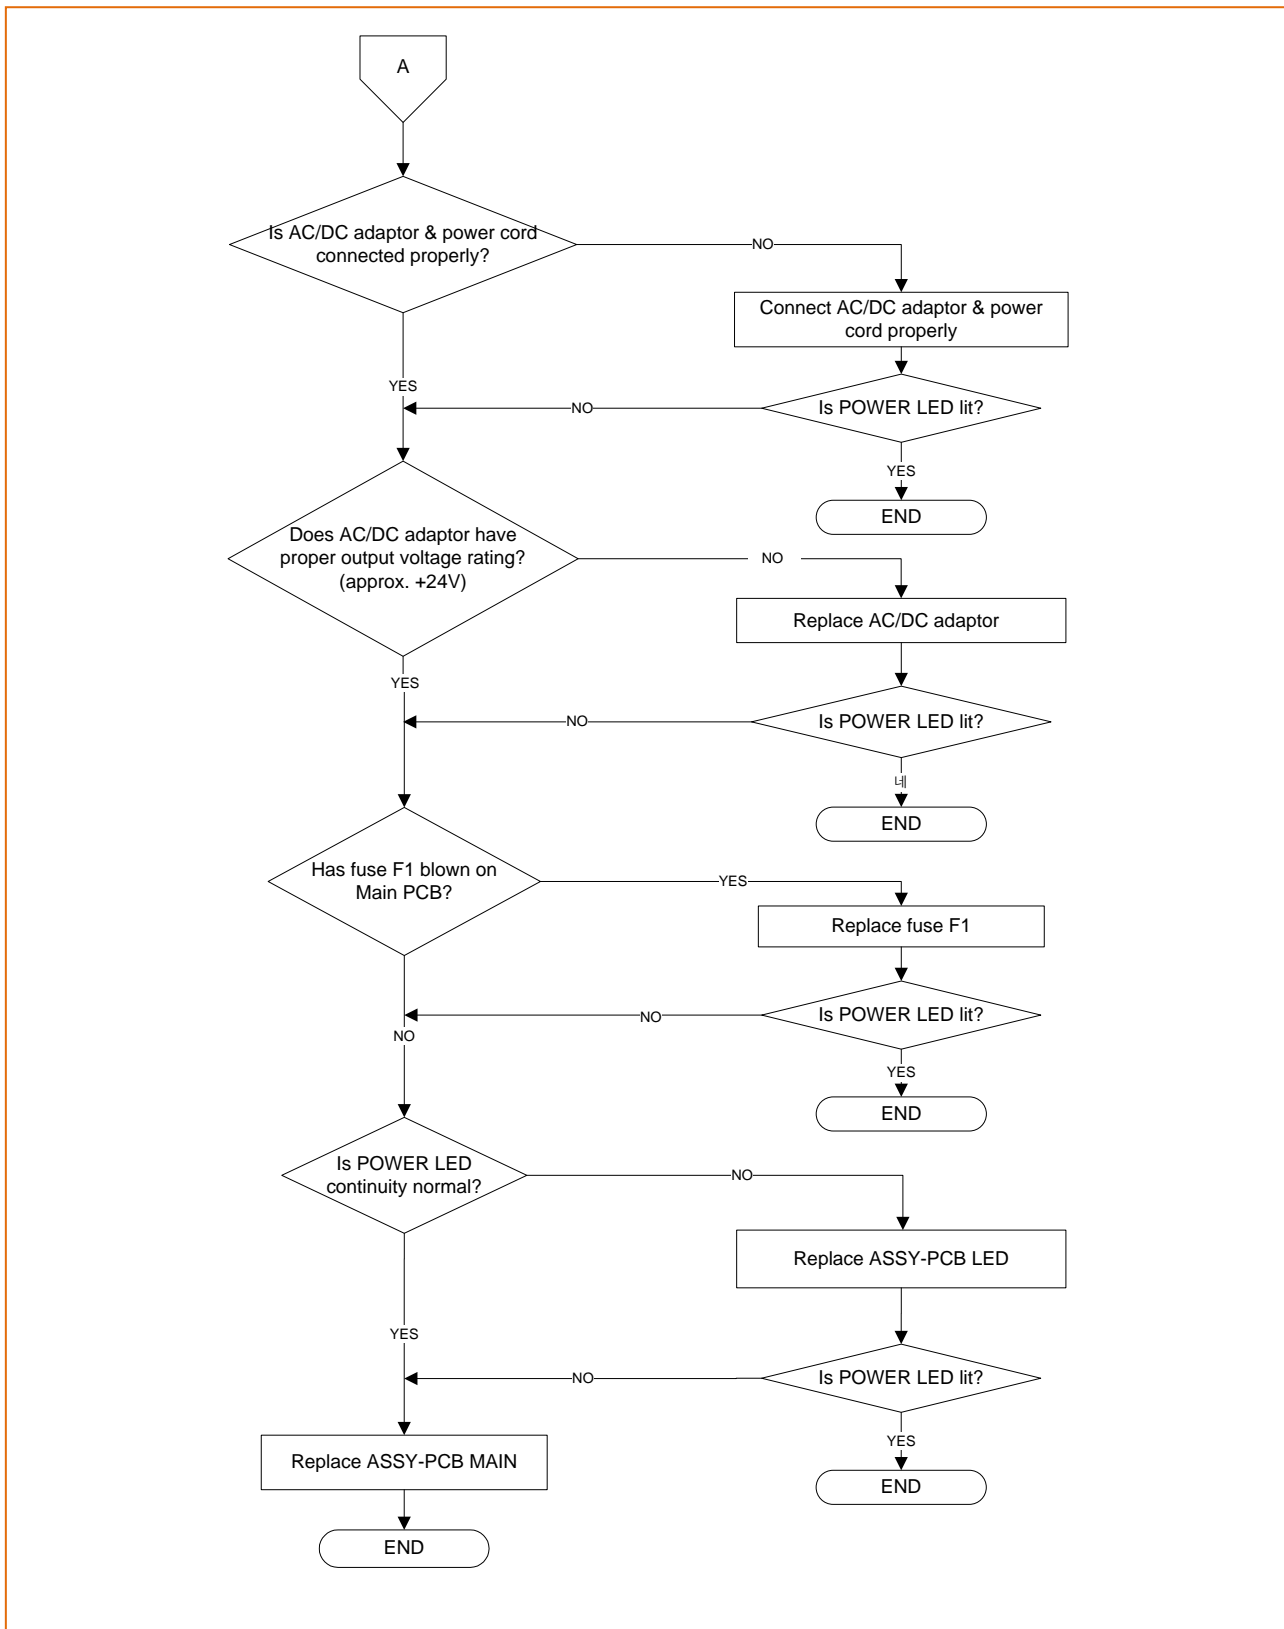 A
Is AC/DC adaptor & power cord
connected properly?
NO
Connect AC/DC adaptor & power
cord properly
YES
NO
Is POWER LED lit?
YES
END
Does AC/DC adaptor have
proper output voltage rating?
(approx. +24V)
NO
Replace AC/DC adaptor
YES
NO
Is POWER LED lit?
네
END
Has fuse F1 blown on
Main PCB?
YES
Replace fuse F1
NO
Is POWER LED lit?
NO
YES
END
Is POWER LED
continuity normal?
NO
Replace ASSY-PCB LED
YES
NO
Is POWER LED lit?
YES
Replace ASSY-PCB MAIN
END
END